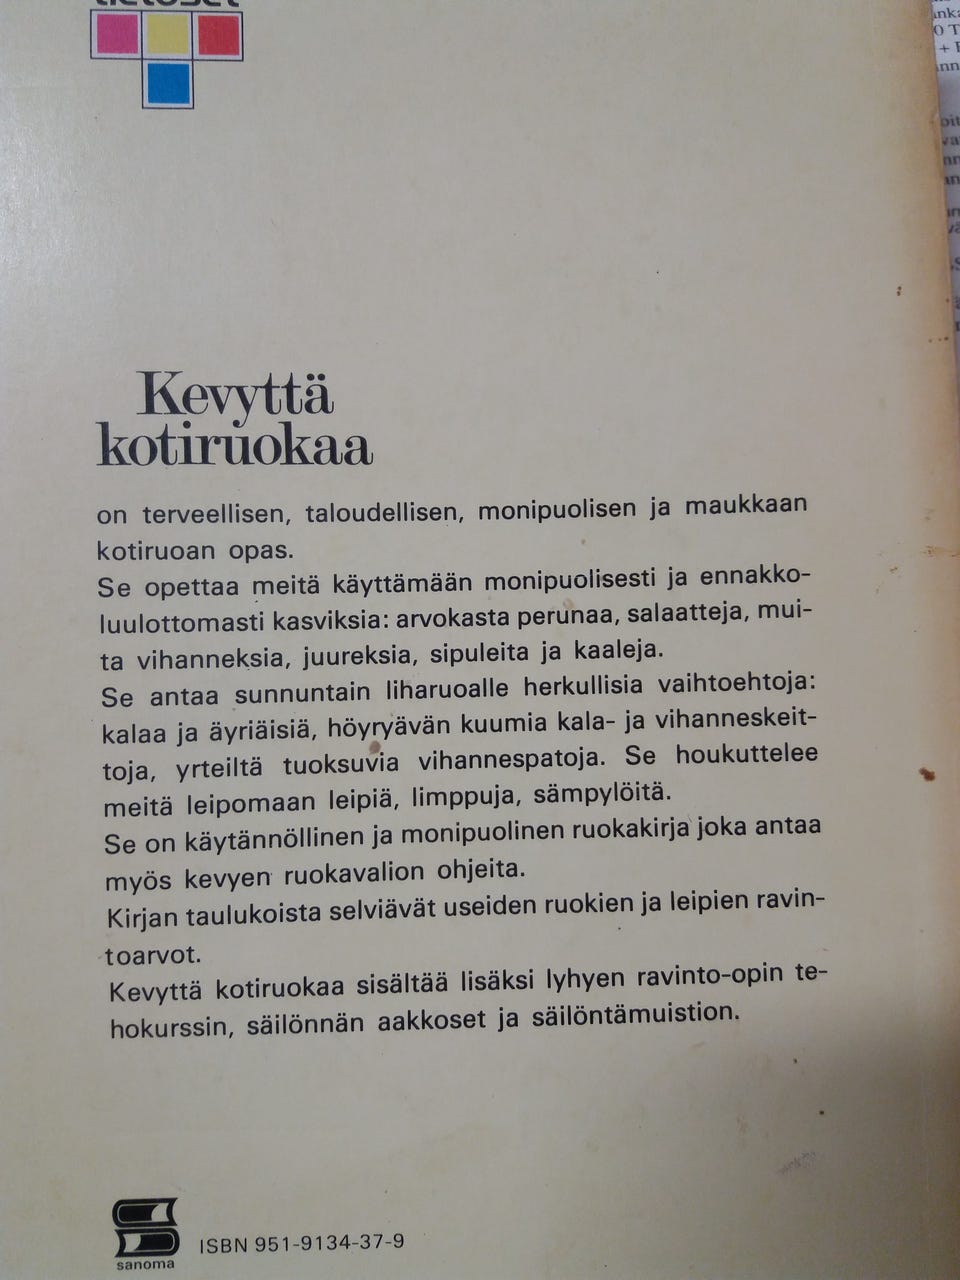 tietoset
Kevyttä
kotiruokaa
on terveellisen, taloudellisen, monipuolisen ja maukkaan
kotiruoan opas.
Se opettaa meitä käyttämään monipuolisesti ja ennakko-
luulottomasti kasviksia: arvokasta perunaa, salaatteja, mui-
ta vihanneksia, juureksia, sipuleita ja kaaleja.
Se antaa sunnuntain liharuoalle herkullisia vaihtoehtoja:
kalaa ja äyriäisiä, höyryävän kuumia kala- ja vihanneskeit-
toja, yrteiltä tuoksuvia vihannespatoja. Se houkuttelee
meitä leipomaan leipiä, limppuja, sämpylöitä.
Se on käytännöllinen ja monipuolinen ruokakirja joka antaa
myös kevyen ruokavalion ohjeita.
Kirjan taulukoista selviävät useiden ruokien ja leipien ravin-
toarvot.
Kevyttä kotiruokaa sisältää lisäksi lyhyen ravinto-opin te-
hokurssin, säilönnän aakkoset ja säilöntämuistion.
ISBN 951-9134-37-9
sanoma